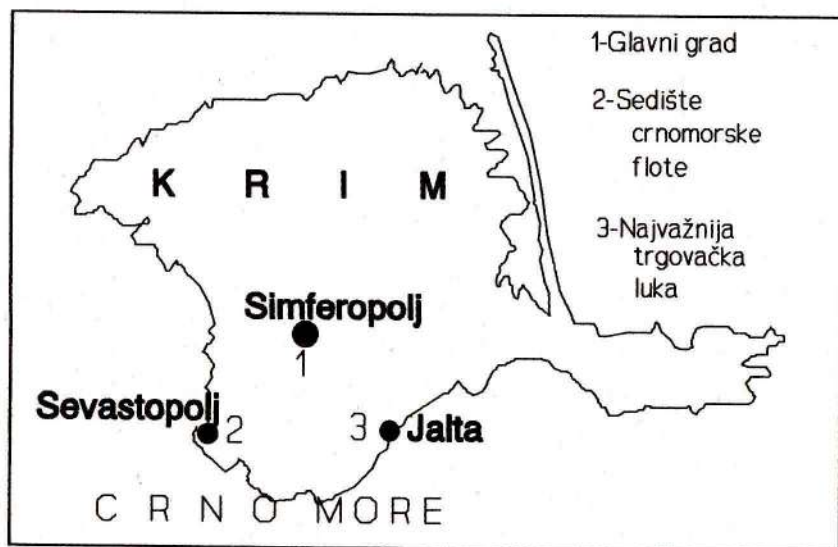 1-Glavni grad
2-Sedište
crnomorske
flote
3-Najvažnija
trgovačka
luka
K R I M
Simferopolj
1
Sevastopolj
2
3
Jalta
C R N O MORE